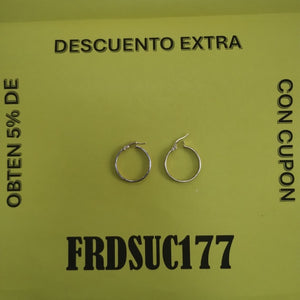 OBTEN 5% DE
DESCUENTO EXTRA
CON CUPON
FRDSUC177